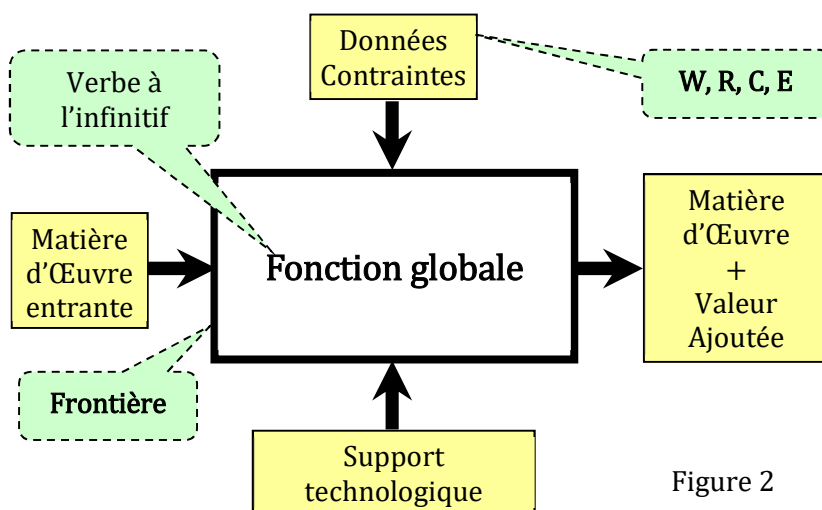 Données
Contraintes
W, R, C, E
Verbe à
l’infinitif
Matière
d’Œuvre
entrante
Fonction globale
Matière
d’Œuvre
+
Valeur
Ajoutée
Frontière
Support
technologique
Figure 2